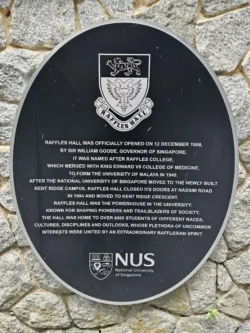 RAFFLES HALL
RAFFLES HALL WAS OFFICIALLY OPENED ON 12 DECEMBER 1958,
BY SIR WILLIAM GOODE, GOVERNOR OF SINGAPORE.
IT WAS NAMED AFTER RAFFLES COLLEGE,
WHICH MERGED WITH KING EDWARD VII COLLEGE OF MEDICINE,
TO FORM THE UNIVERSITY OF MALAYA IN 1949.
AFTER THE NATIONAL UNIVERSITY OF SINGAPORE MOVED TO THE NEWLY BUILT
KENT RIDGE CAMPUS, RAFFLES HALL CLOSED ITS DOORS AT NASSIM ROAD
IN 1984 AND MOVED TO KENT RIDGE CRESCENT.
RAFFLES HALL WAS THE POWERHOUSE IN THE UNIVERSITY,
KNOWN FOR SHAPING PIONEERS AND TRAILBLAZERS OF SOCIETY.
THE HALL WAS HOME TO OVER 6500 STUDENTS OF DIFFERENT RACES,
CULTURES, DISCIPLINES AND OUTLOOKS, WHOSE PLETHORA OF UNCOMMON
INTERESTS WERE UNITED BY AN EXTRAORDINARY RAFFLESIAN SPIRIT.
NUS
National University
of Singapore